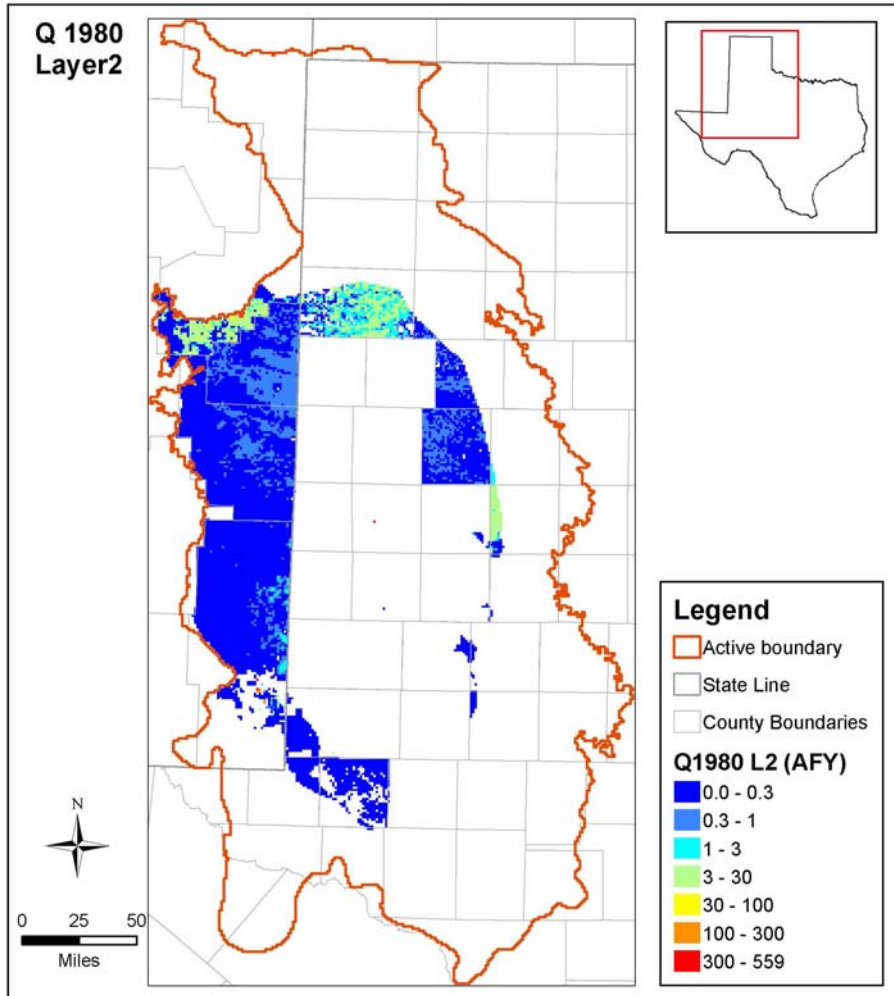 Q 1980
Layer2
N
0 25 50
Miles
Legend
Active boundary
State Line
County Boundaries
Q1980 L2 (AFY)
0.0 - 0.3
0.3 - 1
1 - 3
3 - 30
30 - 100
100 - 300
300 - 559